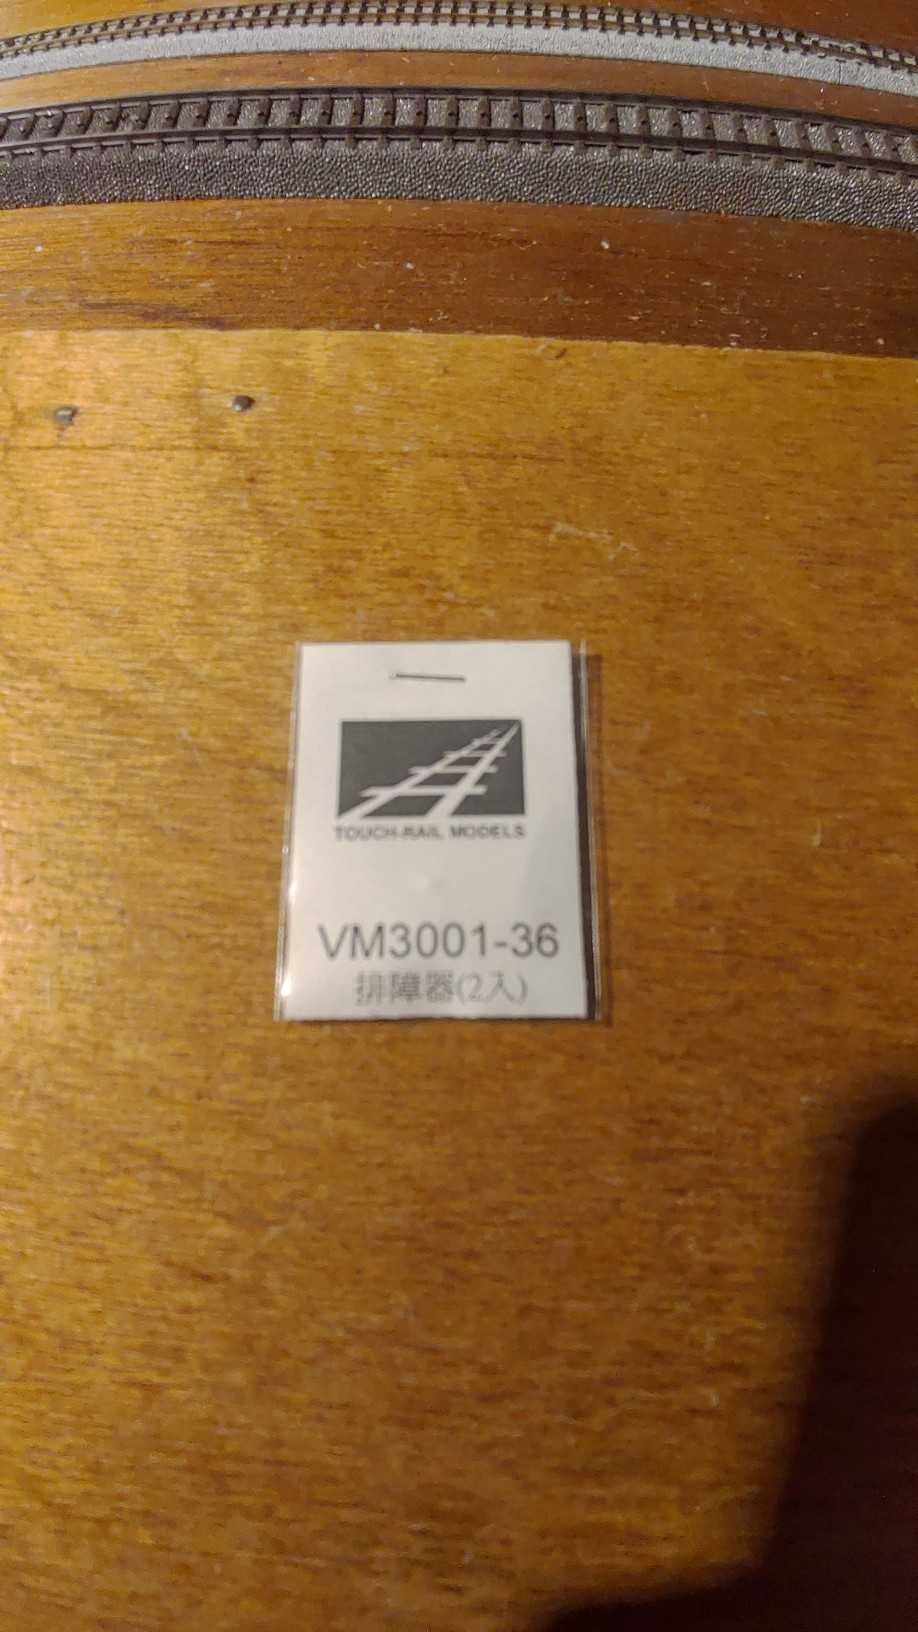 TOUCH-RAIL MODELS
VM3001-36
排障器(2入)